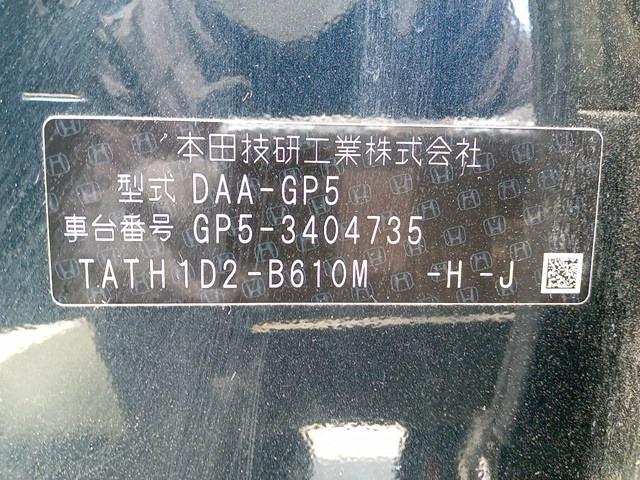 本田技研工業株式会社
型式 DAA-GP5
車台番号 GP5-3404735
TATH1D2-B610M -H -J